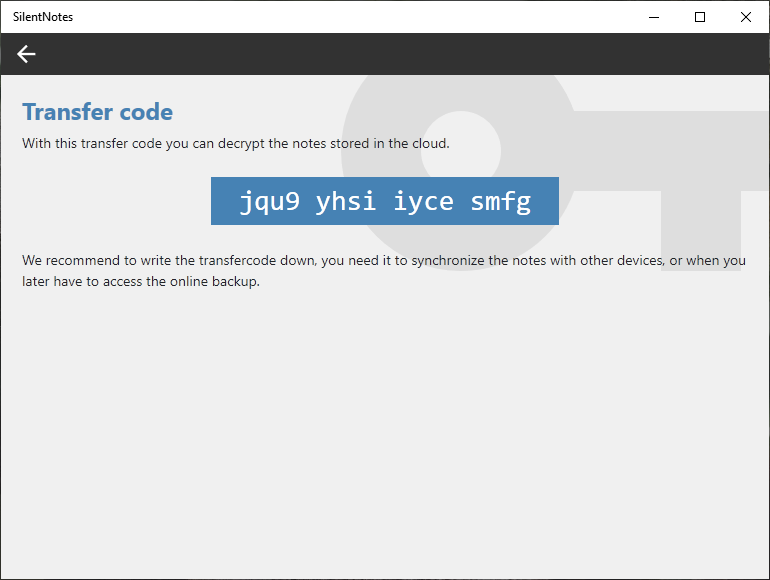 SilentNotes
Transfer code
With this transfer code you can decrypt the notes stored in the cloud.
jqu9 yhsi iyce smfg
We recommend to write the transfercode down, you need it to synchronize the notes with other devices, or when you
later have to access the online backup.